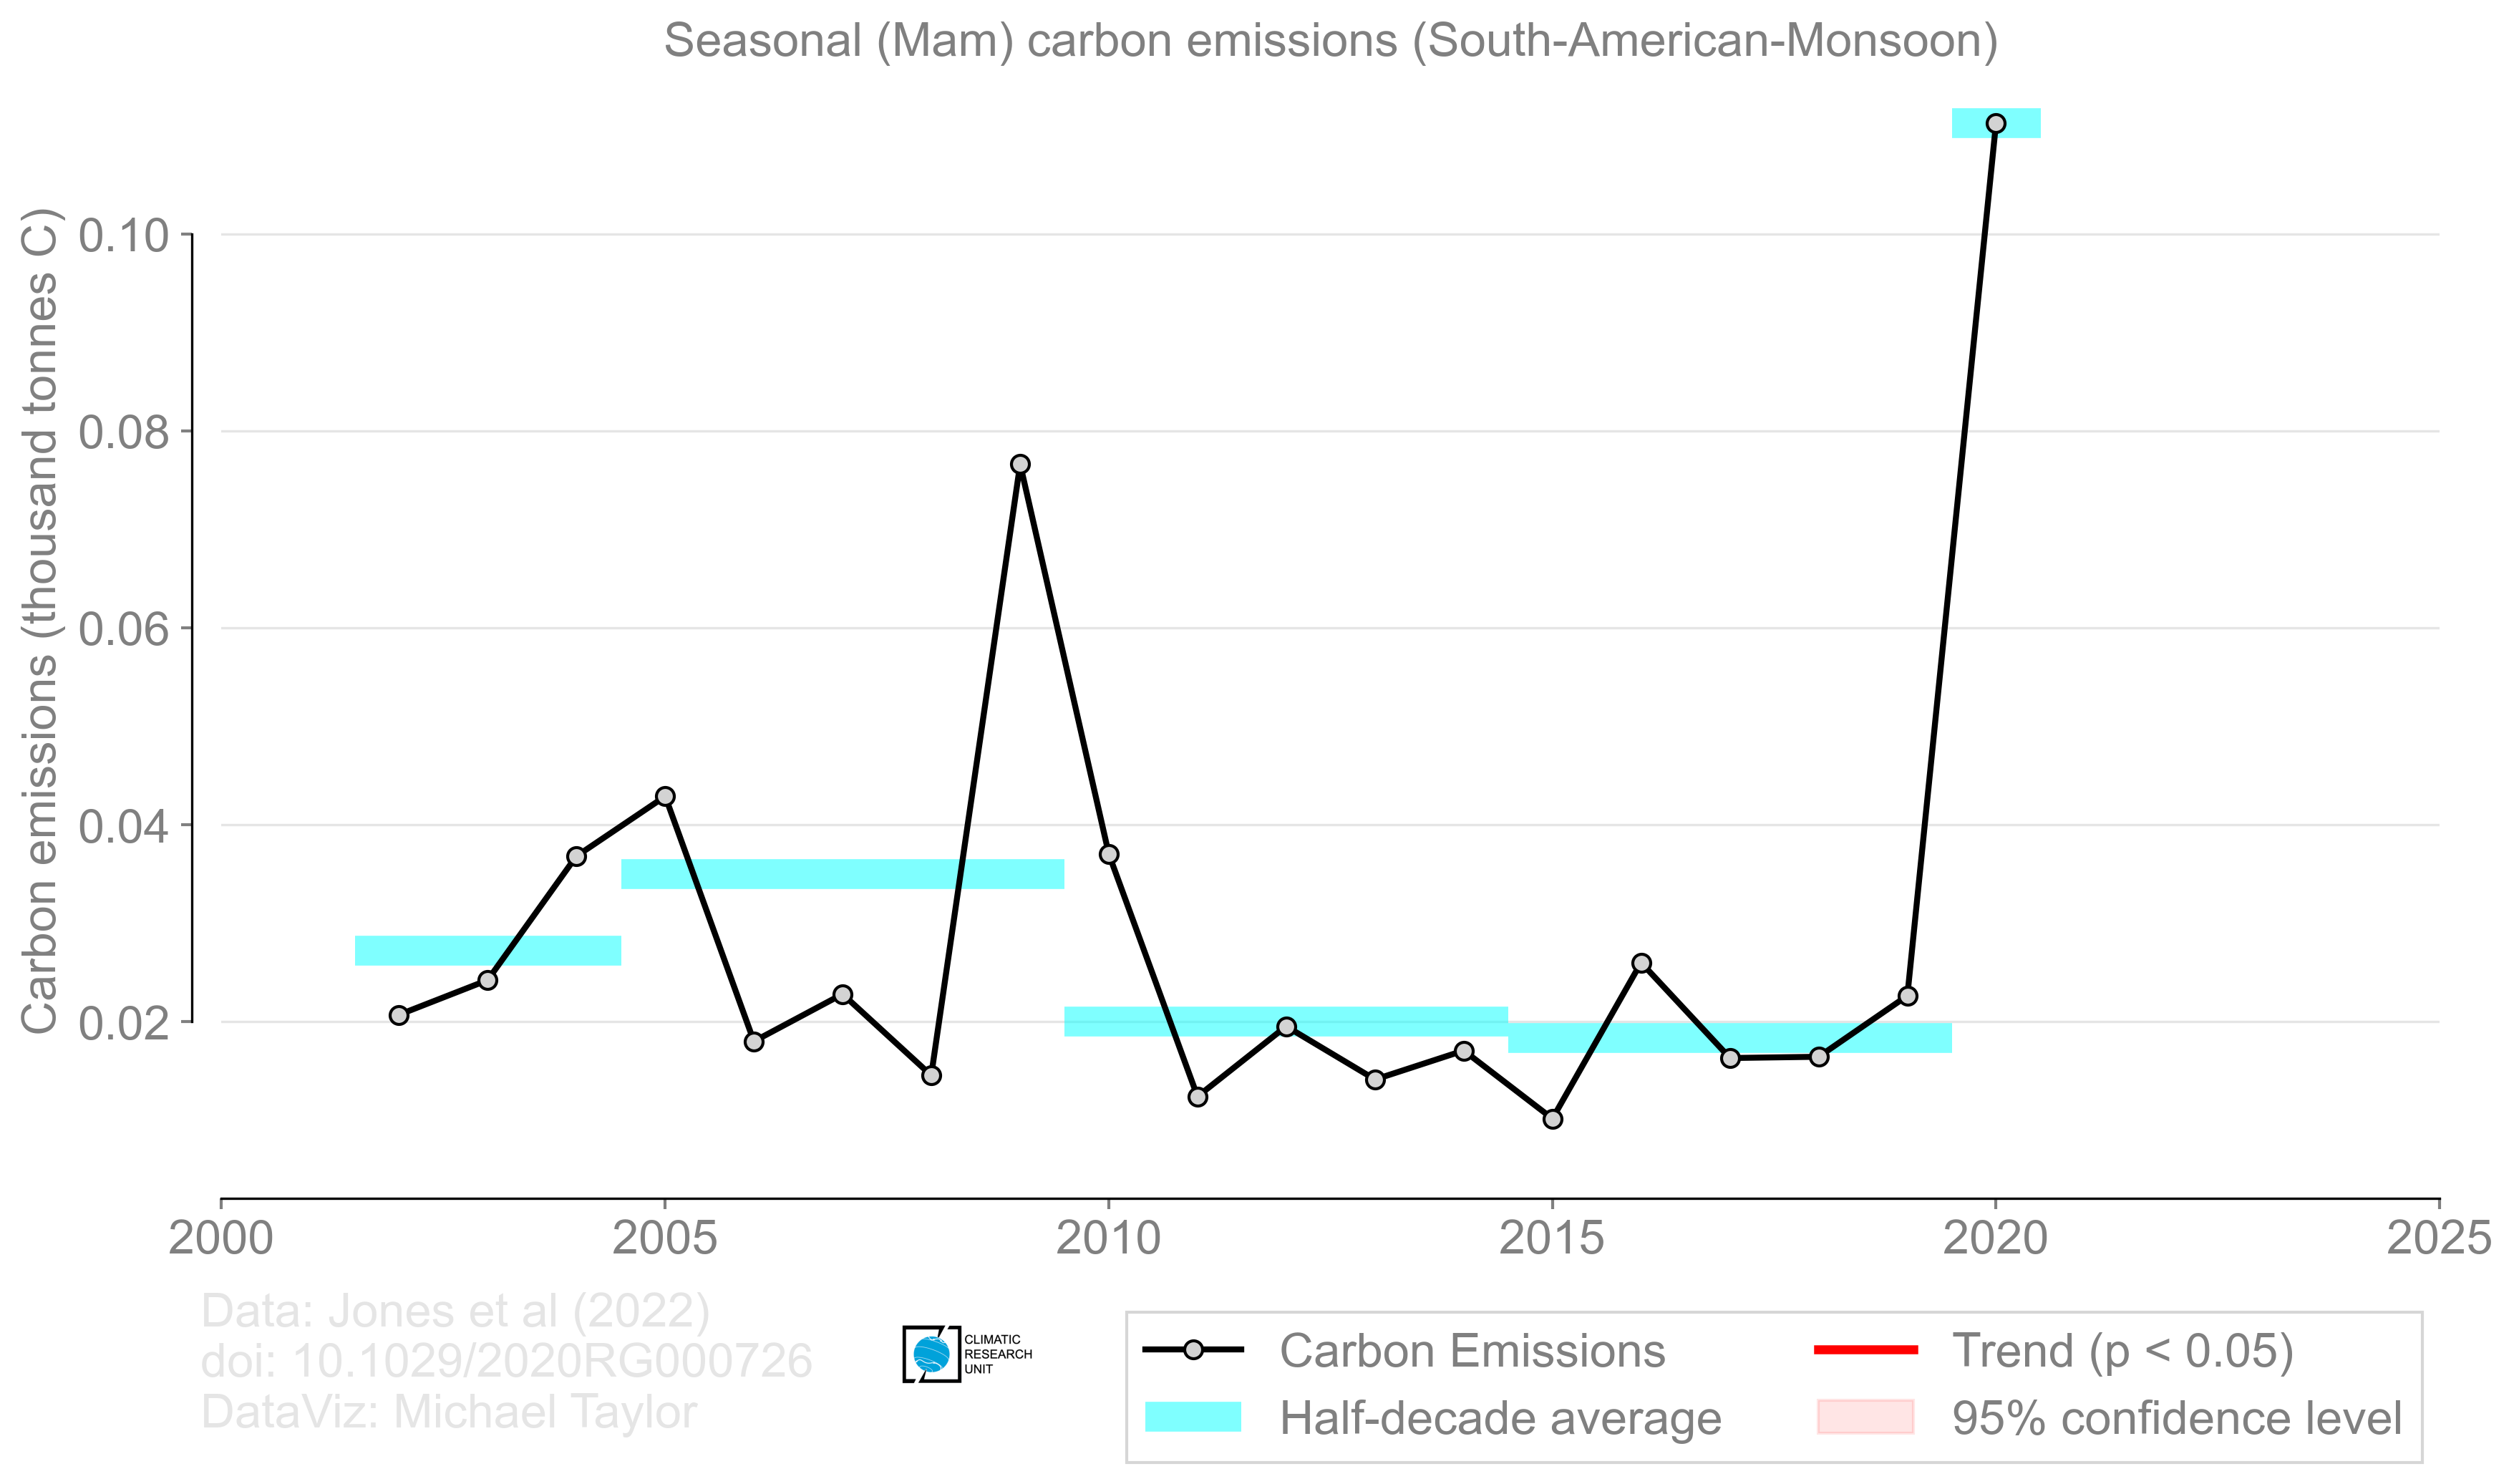 Seasonal (Mam) carbon emissions (South-American-Monsoon)
Carbon emissions (thousand tonnes C)
0.10
0.08
0.06
0.04
0.02
2000 2005 2010 2015 2020 2025
Data: Jones et al (2022)
doi: 10.1029/2020RG000726
DataViz: Michael Taylor
CLIMATIC
RESEARCH
UNIT
Carbon Emissions
Half-decade average
Trend (p < 0.05)
95% confidence level